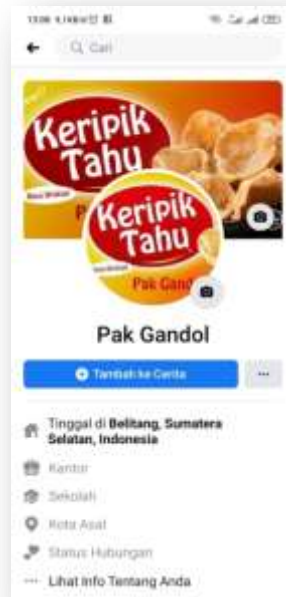 Cari
Keripik
Tahu
Keripik
Tahu
Pak Gand
Pak Gandol
Tambah ke Cerita
Tinggal di Belitang, Sumatera
Selatan, Indonesia
Kantor
Sekolah
Kota Asal
Status Hubungan
Lihat Info Tentang Anda